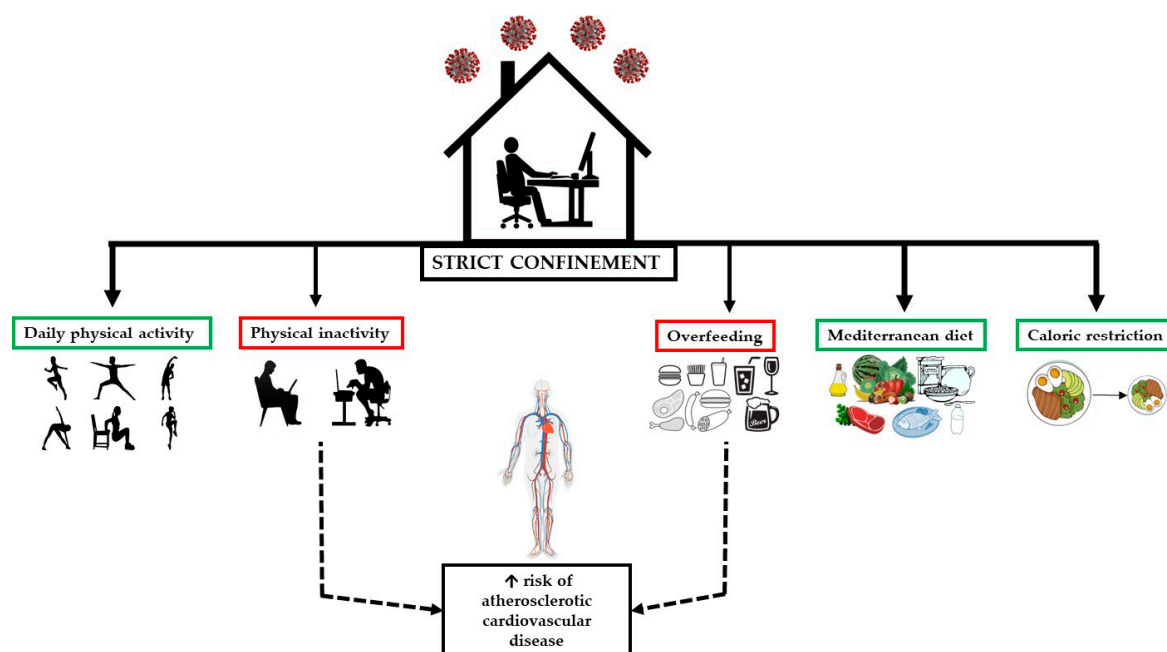 STRICT CONFINEMENT
Daily physical activity
Physical inactivity
Overfeeding
Mediterranean diet
Caloric restriction
Beer
↑ risk of
atherosclerotic
cardiovascular
disease